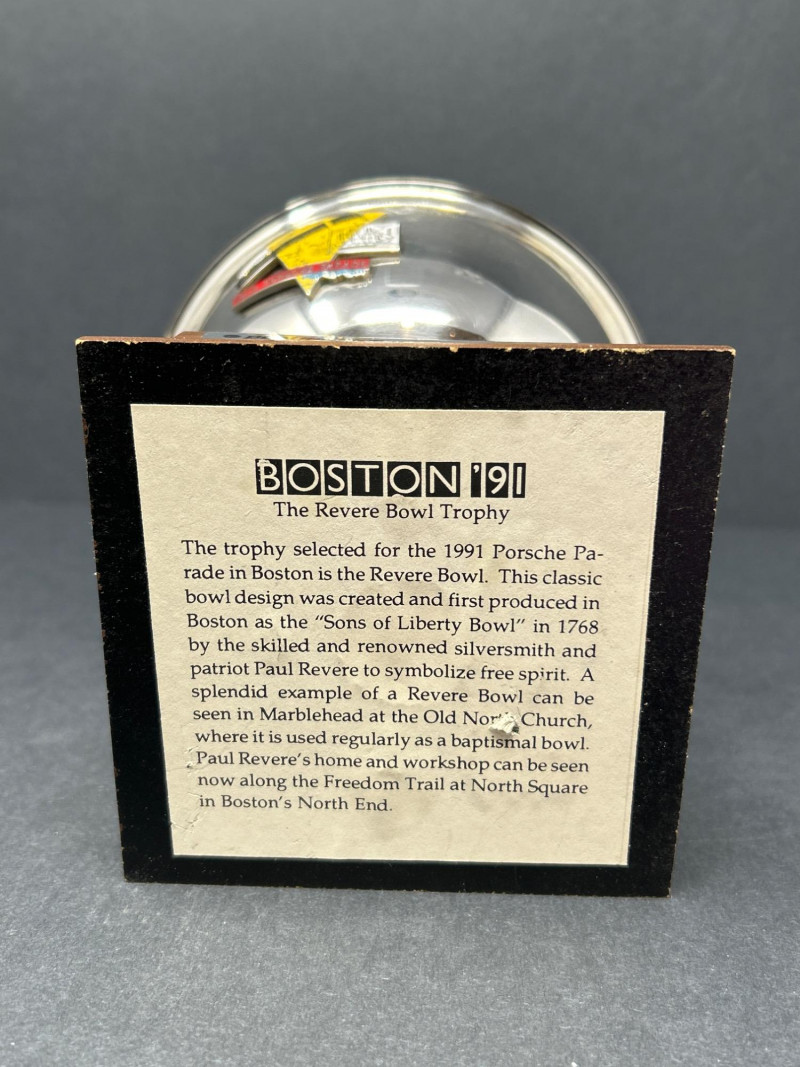 BOSTON '91
The Revere Bowl Trophy
The trophy selected for the 1991 Porsche Pa-
rade in Boston is the Revere Bowl. This classic
bowl design was created and first produced in
Boston as the "Sons of Liberty Bowl" in 1768
by the skilled and renowned silversmith and
patriot Paul Revere to symbolize free spirit. A
splendid example of a Revere Bowl can be
seen in Marblehead at the Old North Church,
where it is used regularly as a baptismal bowl.
Paul Revere's home and workshop can be seen
now along the Freedom Trail at North Square
in Boston's North End.